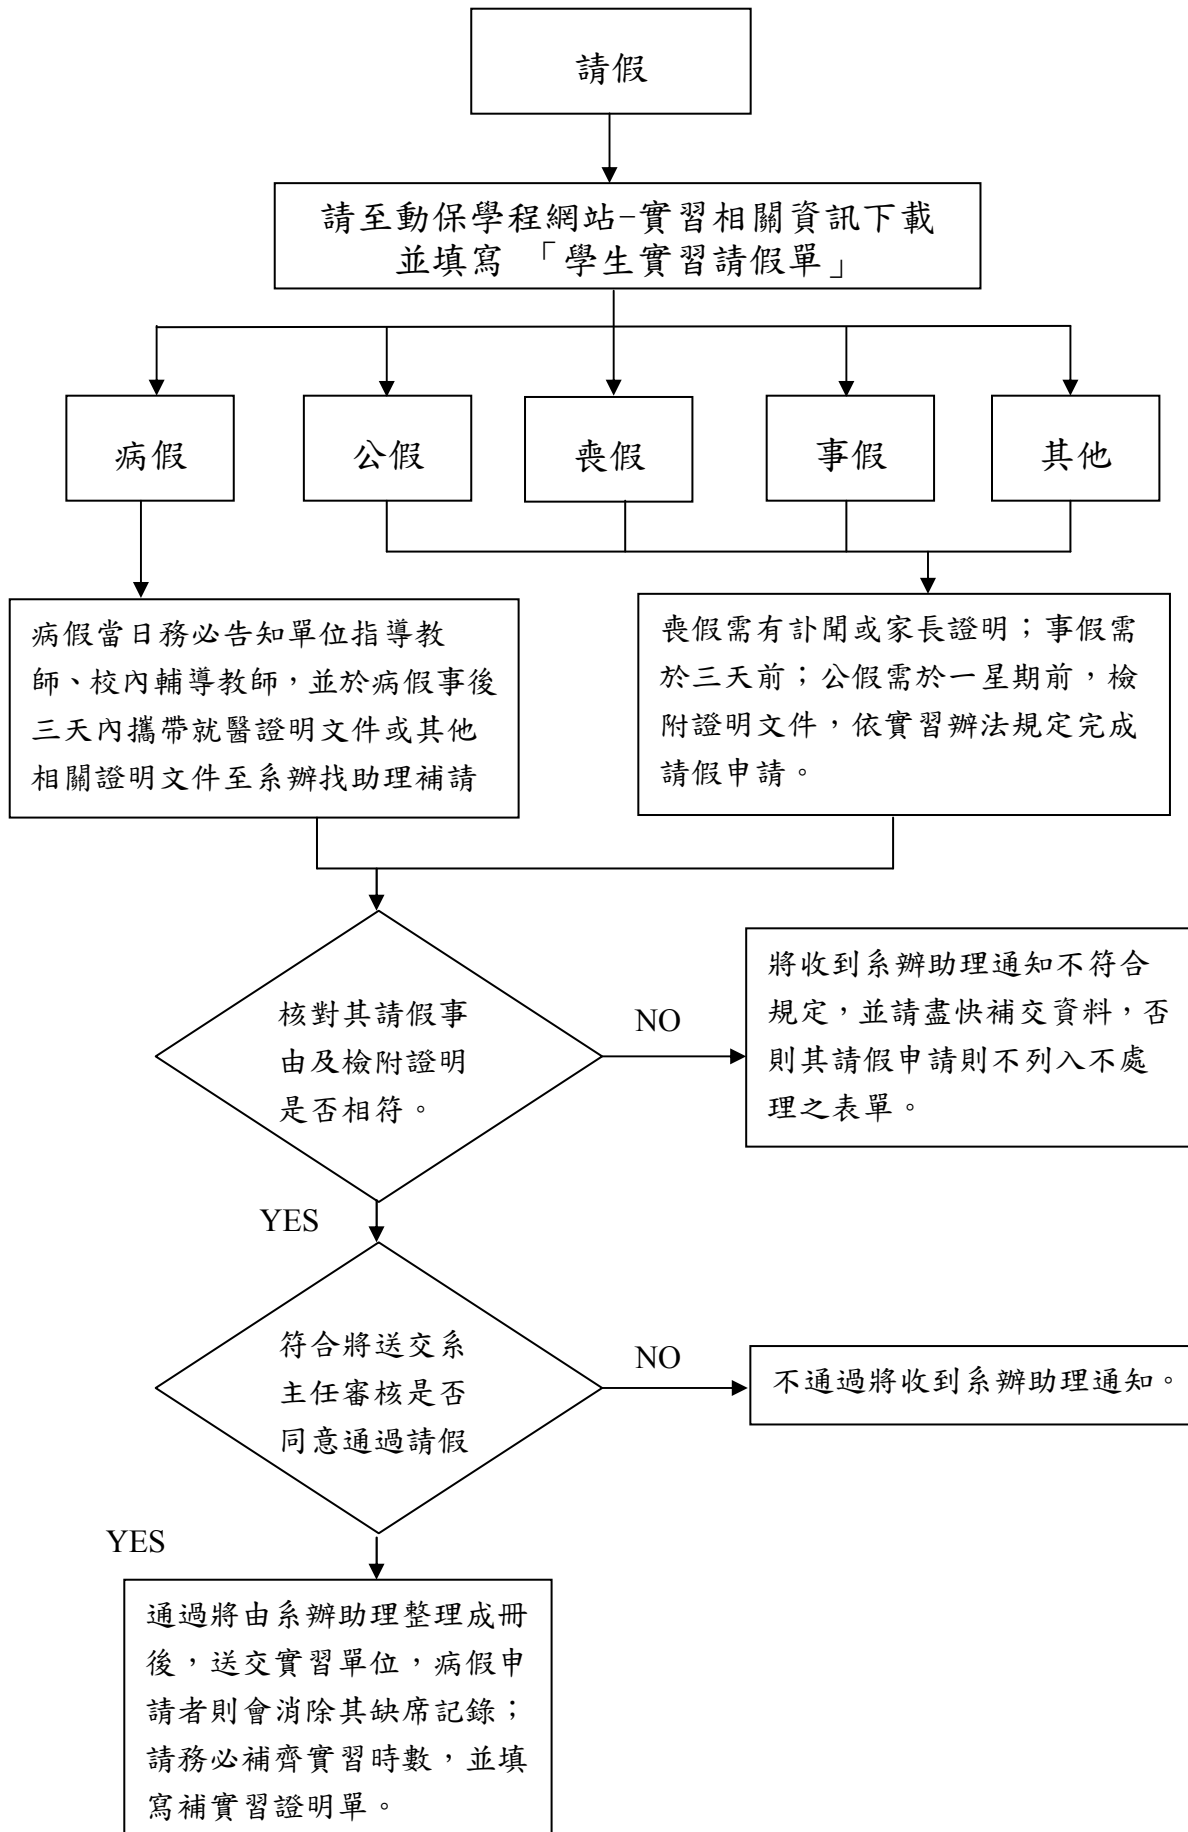 請假
請至動保學程網站-實習相關資訊下載
並填寫 「學生實習請假單」
病假
公假
喪假
事假
其他
病假當日務必告知單位指導教
師、校內輔導教師，並於病假事後
三天內攜帶就醫證明文件或其他
相關證明文件至系辦找助理補請
喪假需有訃聞或家長證明；事假需
於三天前；公假需於一星期前，檢
附證明文件，依實習辦法規定完成
請假申請。
核對其請假事
由及檢附證明
是否相符。
NO
將收到系辦助理通知不符合
規定，並請盡快補交資料，否
則其請假申請則不列入不處
理之表單。
YES
符合將送交系
主任審核是否
同意通過請假
NO
不通過將收到系辦助理通知。
YES
通過將由系辦助理整理成冊
後，送交實習單位，病假申
請者則會消除其缺席記錄；
請務必補齊實習時數，並填
寫補實習證明單。